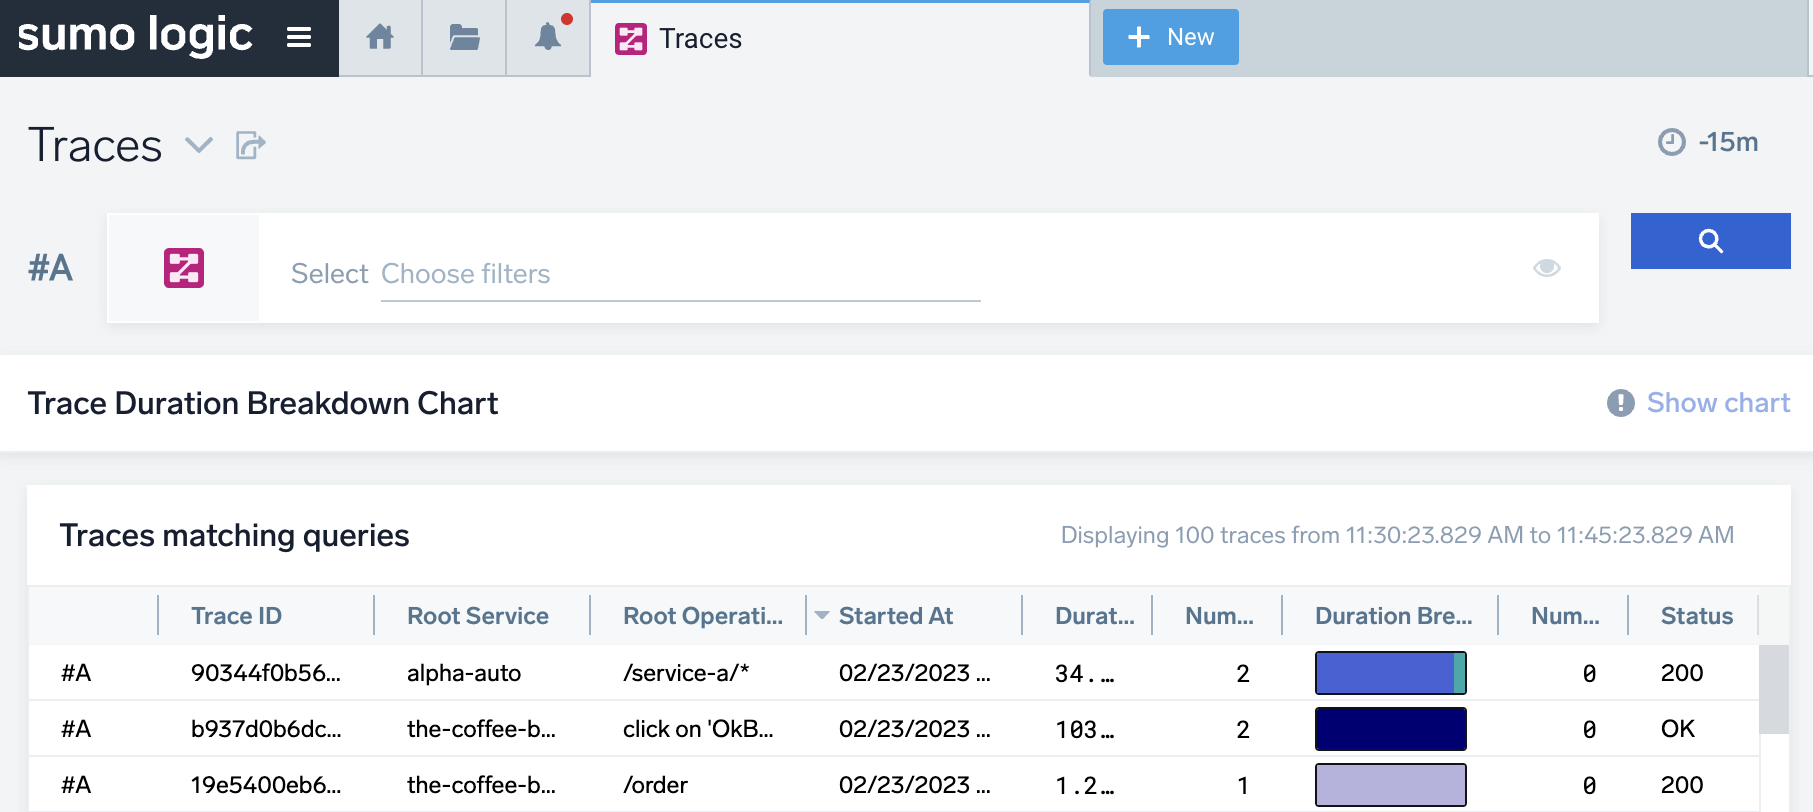 sumo logic
Traces
+ New
Traces
-15m
#A
Select Choose filters
Trace Duration Breakdown Chart
Show chart
Traces matching queries
Displaying 100 traces from 11:30:23.829 AM to 11:45:23.829 AM
Trace ID Root Service Root Operati... Started At Durat... Num... Duration Bre... Num... Status
#A 90344f0b56... alpha-auto /service-a/* 02/23/2023 ... 34.... 2 0 200
#A b937d0b6dc... the-coffee-b... click on 'OkB... 02/23/2023 ... 103... 2 0 OK
#A 19e5400eb6... the-coffee-b... /order 02/23/2023 ... 1.2... 1 0 200